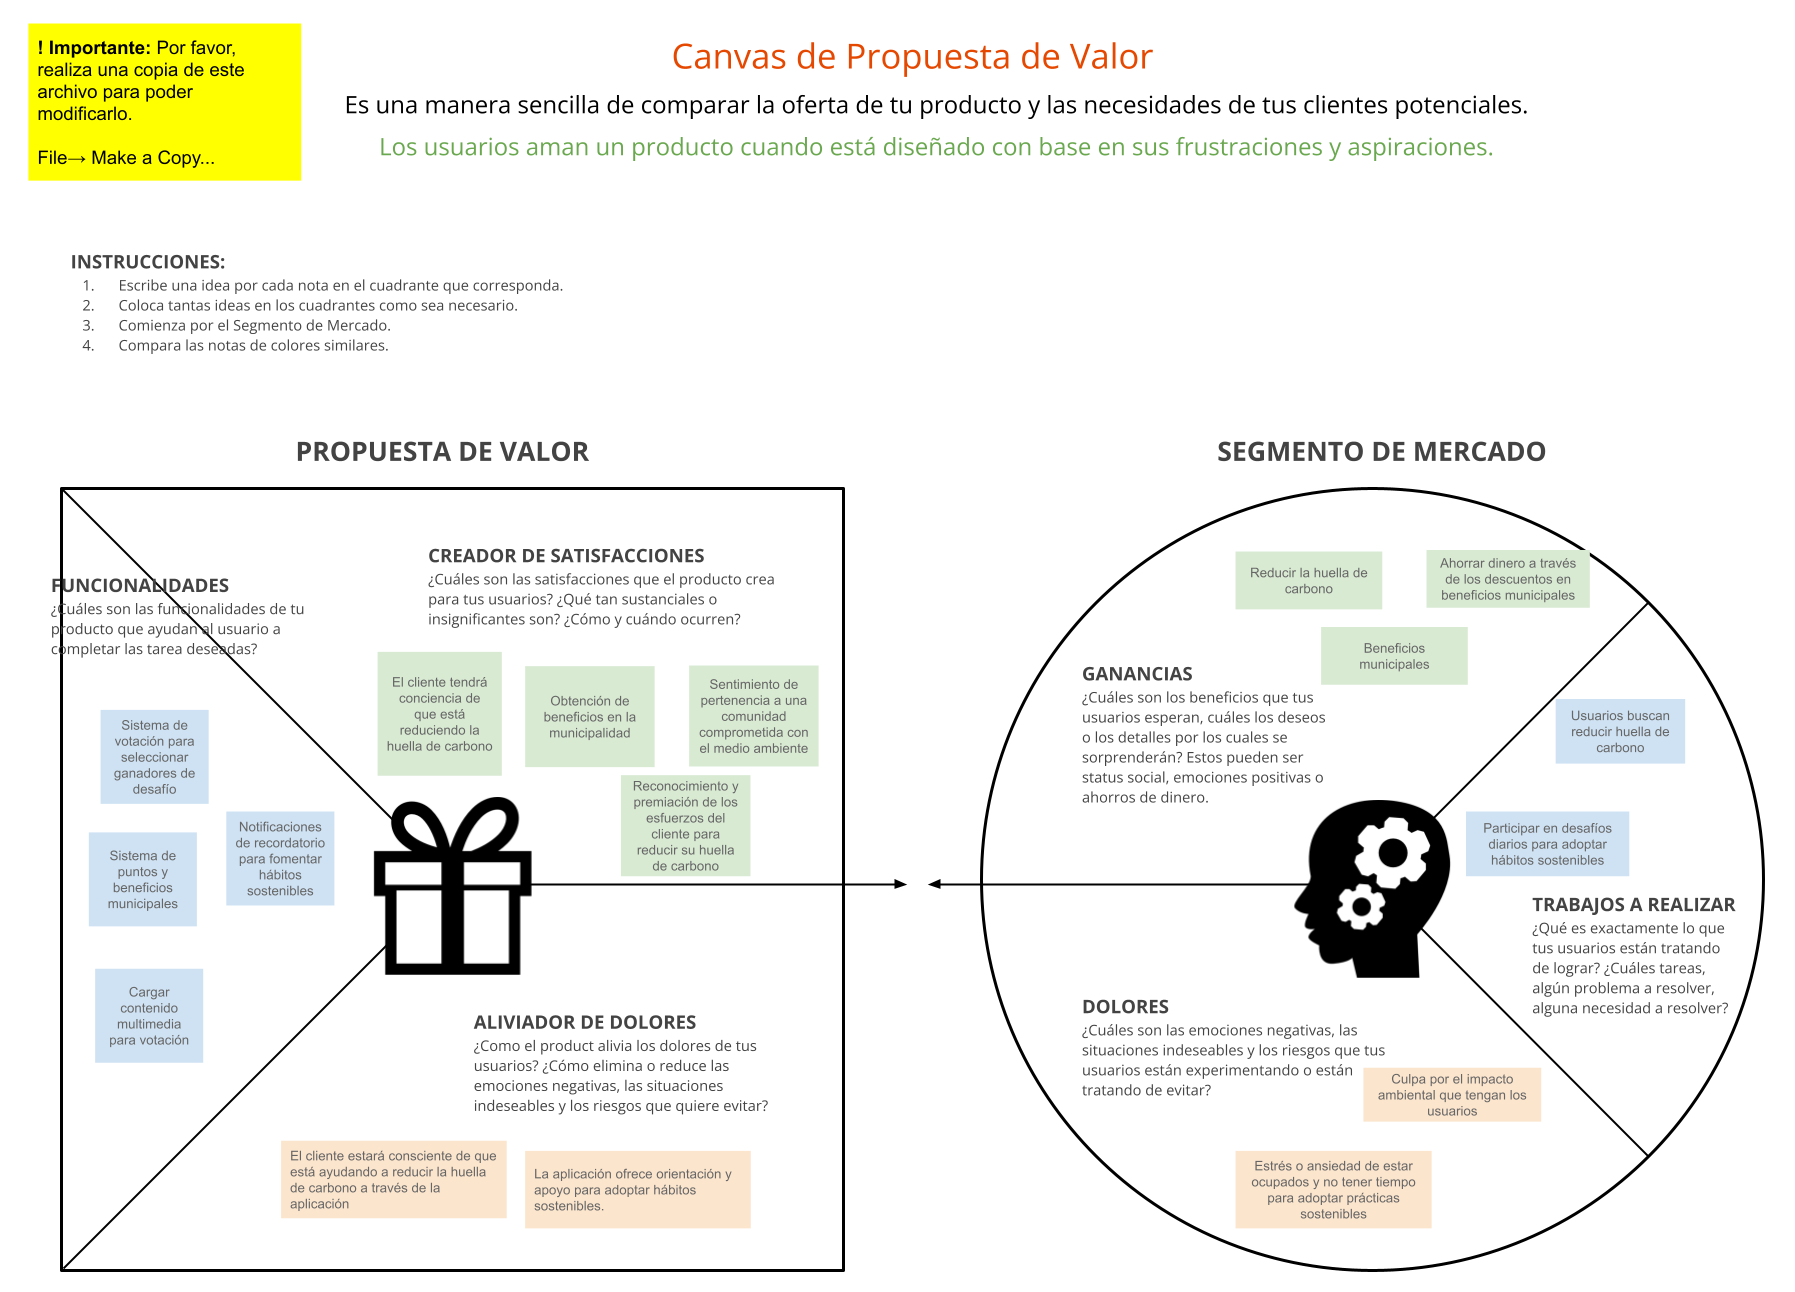 ! Importante: Por favor,
realiza una copia de este
archivo para poder
modificarlo.
File→ Make a Copy...
Canvas de Propuesta de Valor
Es una manera sencilla de comparar la oferta de tu producto y las necesidades de tus clientes potenciales.
Los usuarios aman un producto cuando está diseñado con base en sus frustraciones y aspiraciones.
INSTRUCCIONES:
1. Escribe una idea por cada nota en el cuadrante que corresponda.
2. Coloca tantas ideas en los cuadrantes como sea necesario.
3. Comienza por el Segmento de Mercado.
4. Compara las notas de colores similares.
PROPUESTA DE VALOR
FUNCIONALIDADES
¿Cuáles son las funcionalidades de tu
producto que ayudan al usuario a
completar las tarea deseadas?
Sistema de
votación para
seleccionar
ganadores de
desafío
Notificaciones
de recordatorio
para fomentar
hábitos
sostenibles
Sistema de
puntos y
beneficios
municipales
Cargar
contenido
multimedia
para votación
CREADOR DE SATISFACCIONES
¿Cuáles son las satisfacciones que el producto crea
para tus usuarios? ¿Qué tan sustanciales o
insignificantes son? ¿Cómo y cuándo ocurren?
El cliente tendrá
conciencia de
que está
reduciendo la
huella de carbono
Obtención de
beneficios en la
municipalidad
Sentimiento de
pertenencia a una
comunidad
comprometida con
el medio ambiente
Reconocimiento y
premiación de los
esfuerzos del
cliente para
reducir su huella
de carbono
ALIVIADOR DE DOLORES
¿Como el product alivia los dolores de tus
usuarios? ¿Cómo elimina o reduce las
emociones negativas, las situaciones
indeseables y los riesgos que quiere evitar?
El cliente estará consciente de que
está ayudando a reducir la huella
de carbono a través de la
aplicación
La aplicación ofrece orientación y
apoyo para adoptar hábitos
sostenibles.
SEGMENTO DE MERCADO
Reducir la huella de
carbono
Ahorrar dinero a través
de los descuentos en
beneficios municipales
Beneficios
municipales
GANANCIAS
¿Cuáles son los beneficios que tus
usuarios esperan, cuáles los deseos
o los detalles por los cuales se
sorprenderán? Estos pueden ser
status social, emociones positivas o
ahorros de dinero.
Usuarios buscan
reducir huella de
carbono
Participar en desafíos
diarios para adoptar
hábitos sostenibles
TRABAJOS A REALIZAR
¿Qué es exactamente lo que
tus usuarios están tratando
de lograr? ¿Cuáles tareas,
algún problema a resolver,
alguna necesidad a resolver?
DOLORES
¿Cuáles son las emociones negativas, las
situaciones indeseables y los riesgos que tus
usuarios están experimentando o están
tratando de evitar?
Culpa por el impacto
ambiental que tengan los
usuarios
Estrés o ansiedad de estar
ocupados y no tener tiempo
para adoptar prácticas
sostenibles